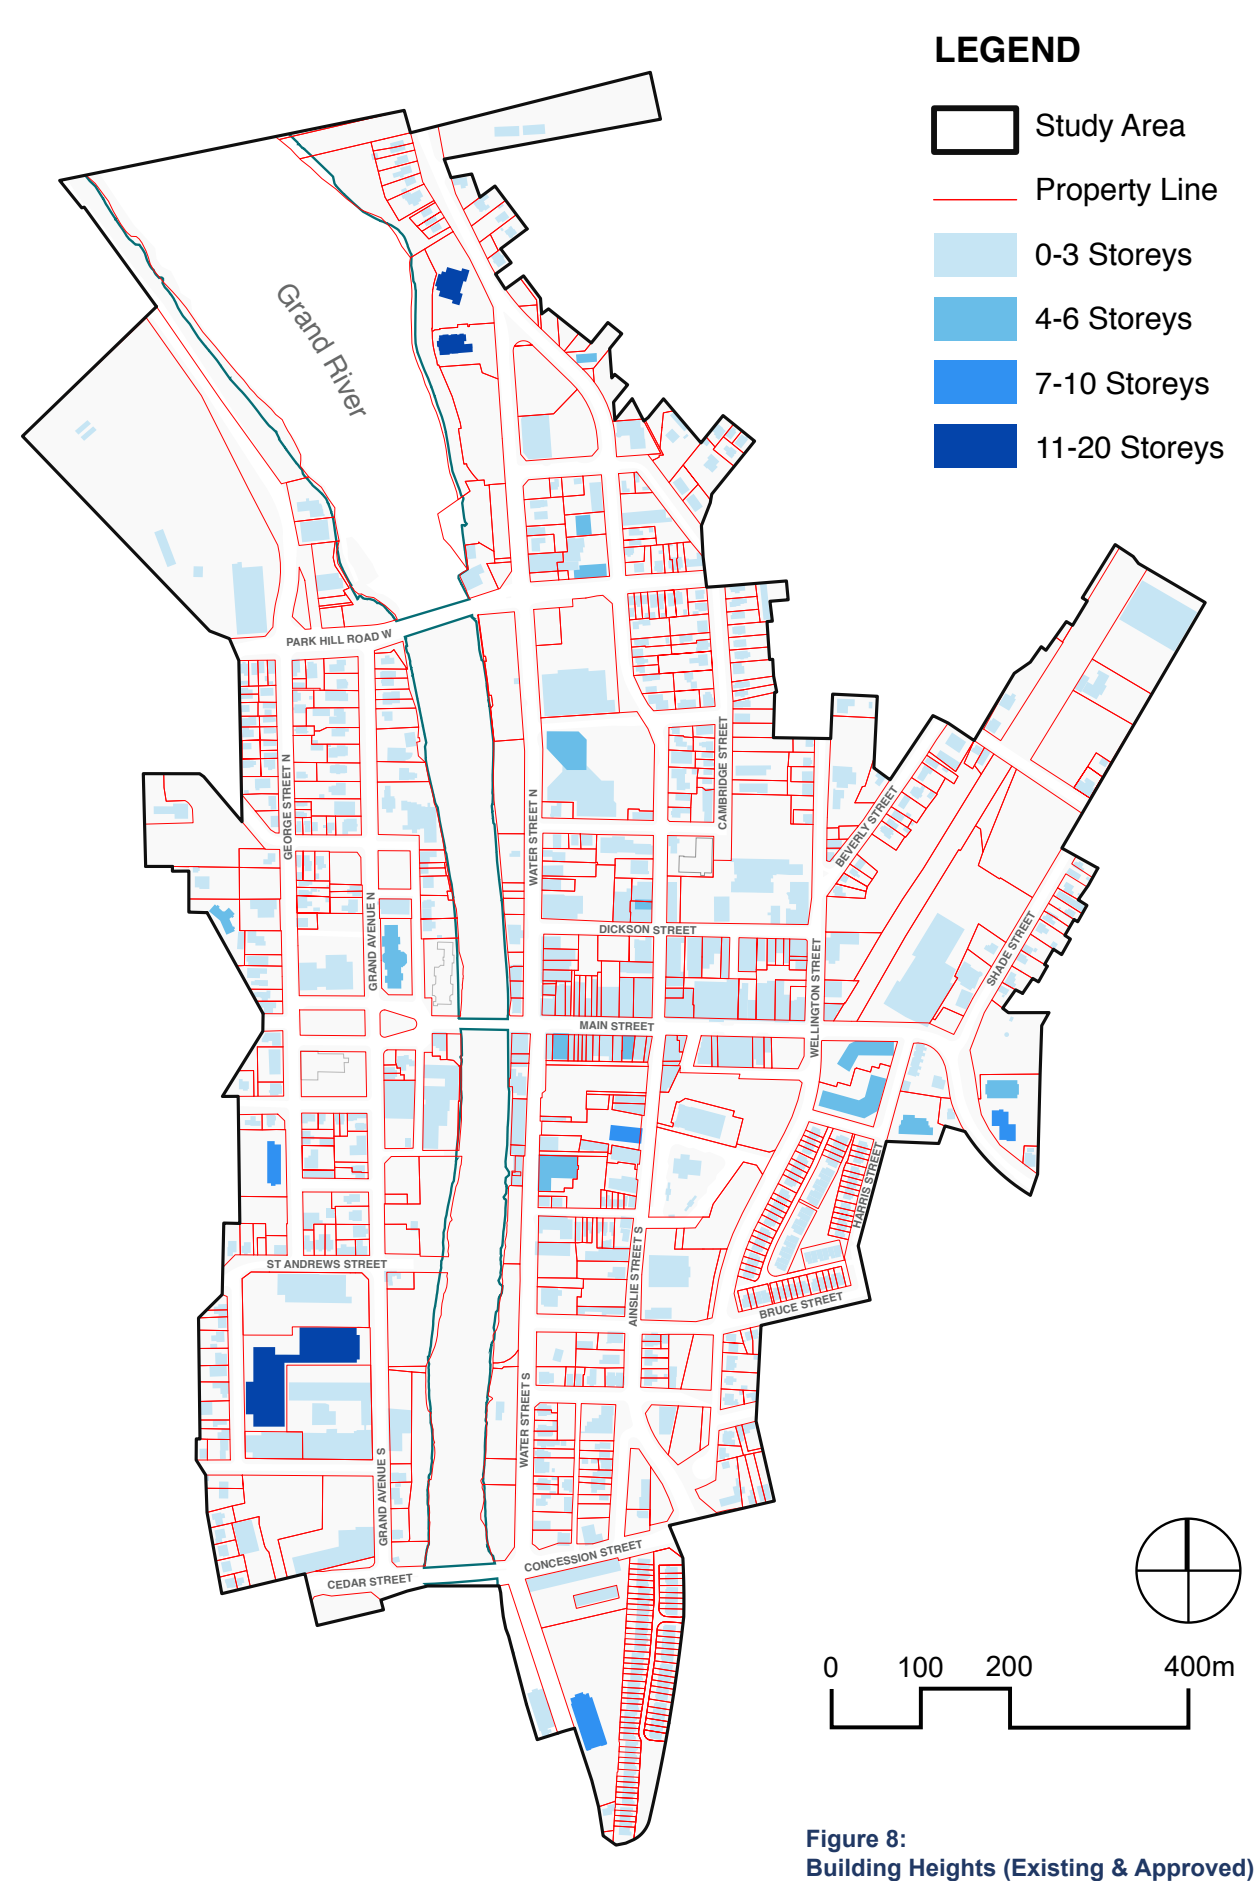 LEGEND
Study Area
Property Line
0-3 Storeys
4-6 Storeys
7-10 Storeys
11-20 Storeys
Grand River
PARK HILL ROAD W
GEORGE STREET N
CAMBRIDGE STREET
WATER STREET N
BEVERLY STREET
GRAND AVENUE N
DICKSON STREET
SHADE STREET
WELLINGTON STREET
MAIN STREET
HARRIS STREET
ST ANDREWS STREET
AINSLIE STREET S
BRUCE STREET
WATER STREET S
GRAND AVENUE S
CONCESSION STREET
CEDAR STREET
0 100 200 400m
Figure 8:
Building Heights (Existing & Approved)